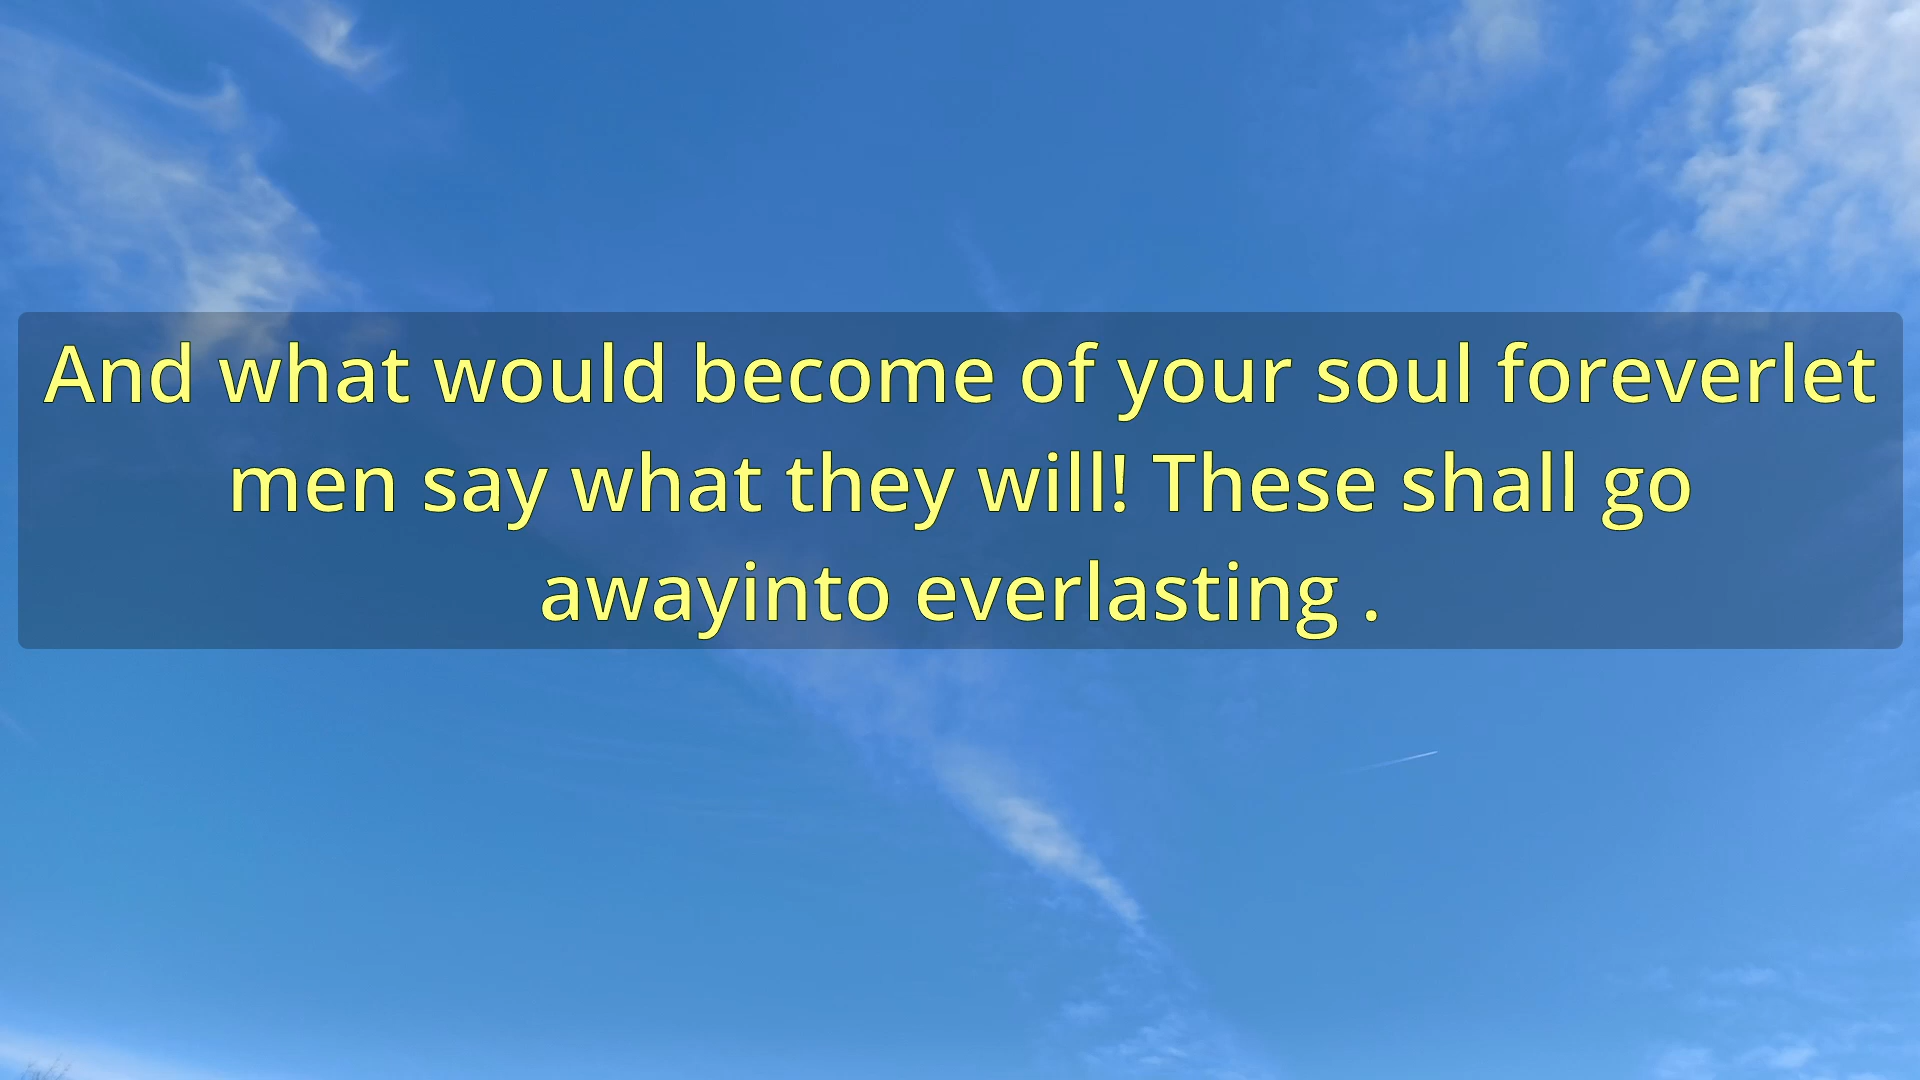 And what would become of your soul foreverlet
men say what they will! These shall go
awayinto everlasting .